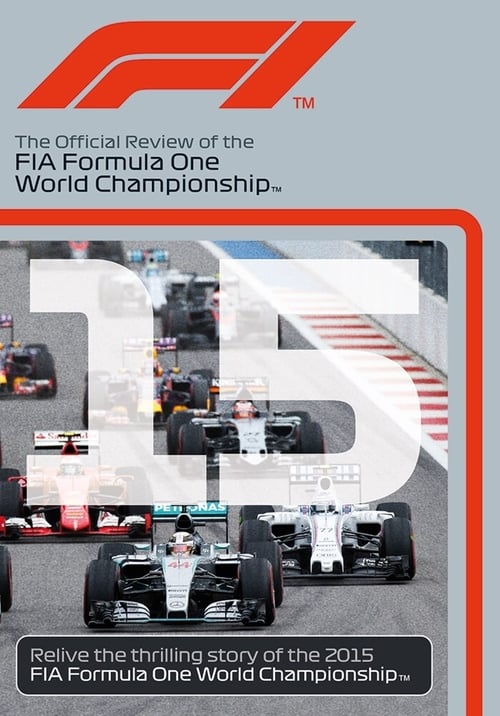 F1
TM
The Official Review of the
FIA Formula One
World Championship™
15
PETRONAS
44
77
Relive the thrilling story of the 2015
FIA Formula One World Championship™